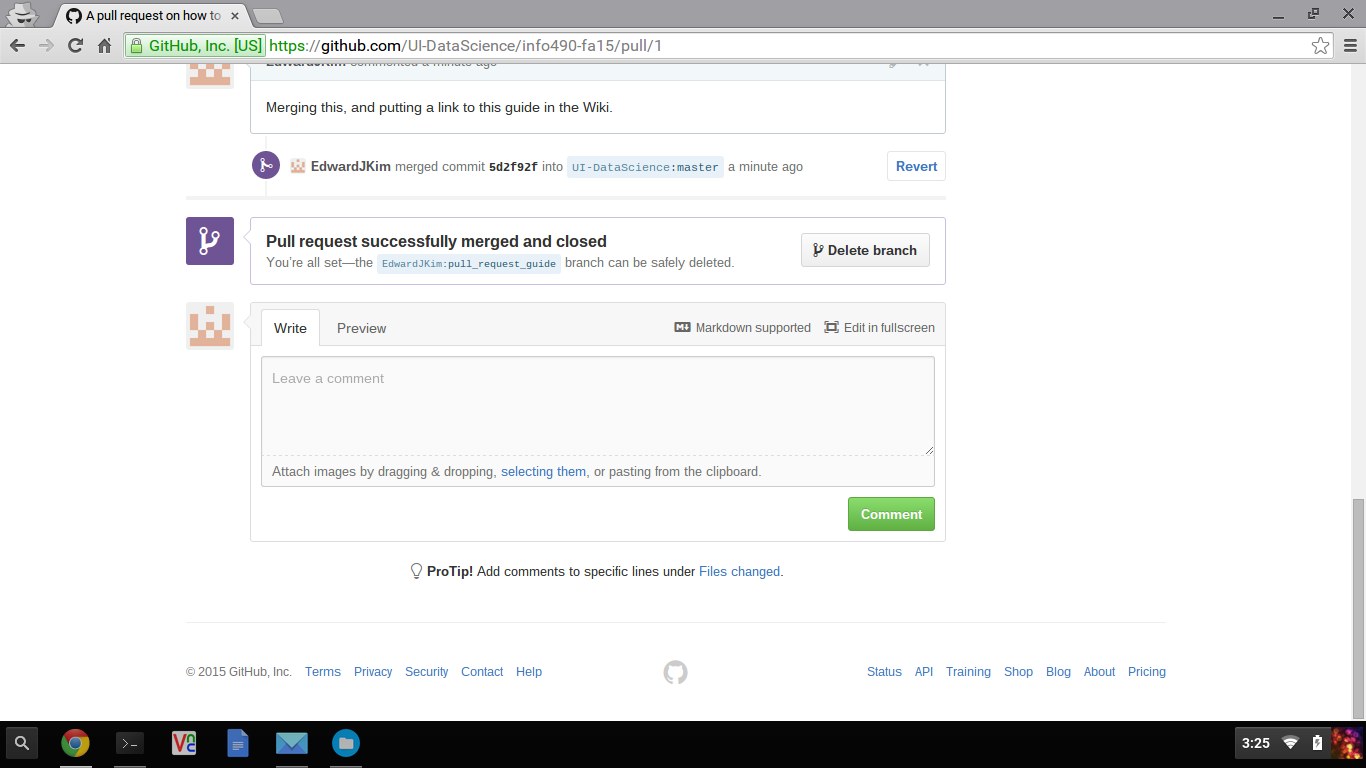 A pull request on how to
GitHub, Inc. [US] https://github.com/UI-DataScience/info490-fa15/pull/1
EdwardJKim commented a minute ago
Merging this, and putting a link to this guide in the Wiki.
EdwardJKim merged commit 5d2f92f into UI-DataScience:master a minute ago
Revert
Pull request successfully merged and closed
You're all set—the EdwardJKim:pull_request_guide branch can be safely deleted.
Delete branch
Write Preview Markdown supported Edit in fullscreen
Leave a comment
Attach images by dragging & dropping, selecting them, or pasting from the clipboard.
Comment
ProTip! Add comments to specific lines under Files changed.
© 2015 GitHub, Inc. Terms Privacy Security Contact Help Status API Training Shop Blog About Pricing
>_ Vnc 3:25